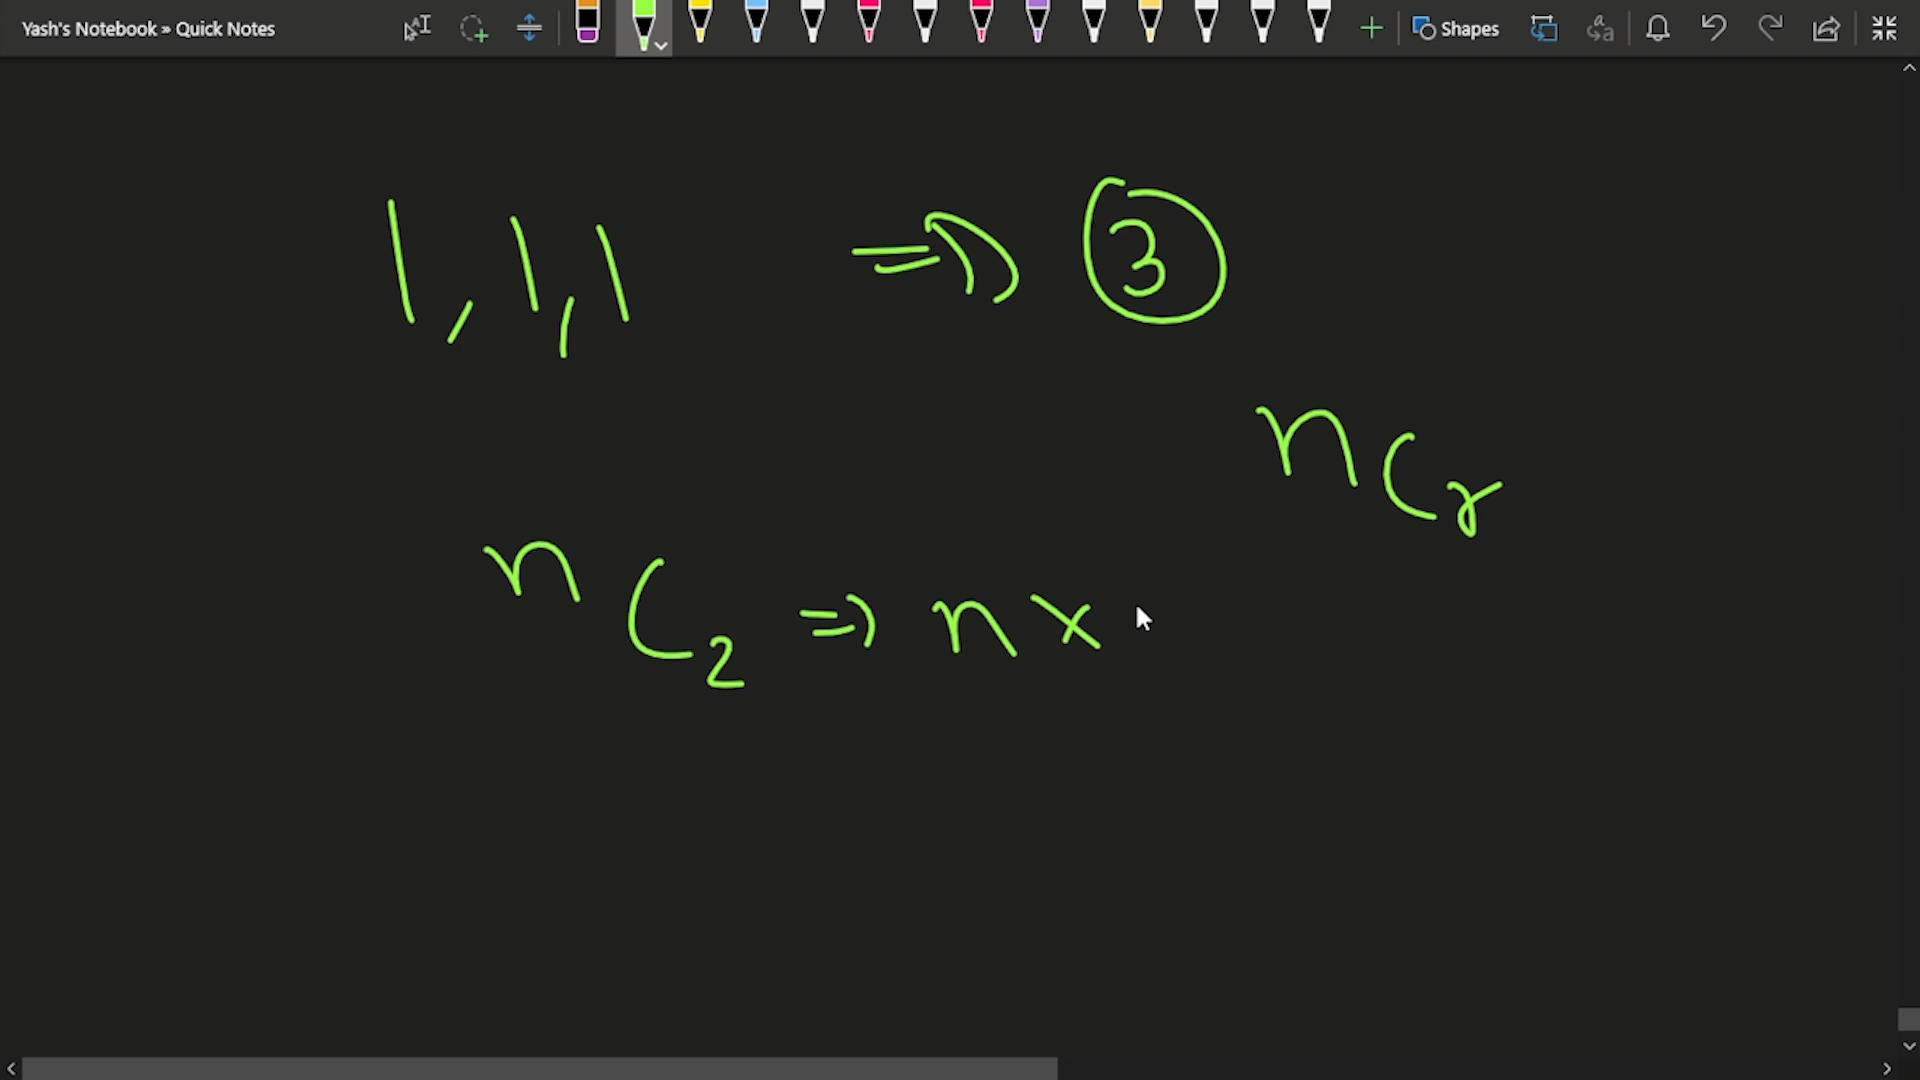 Yash's Notebook » Quick Notes
Shapes
1, 1, 1 => 3
nCr
nC2 => n x